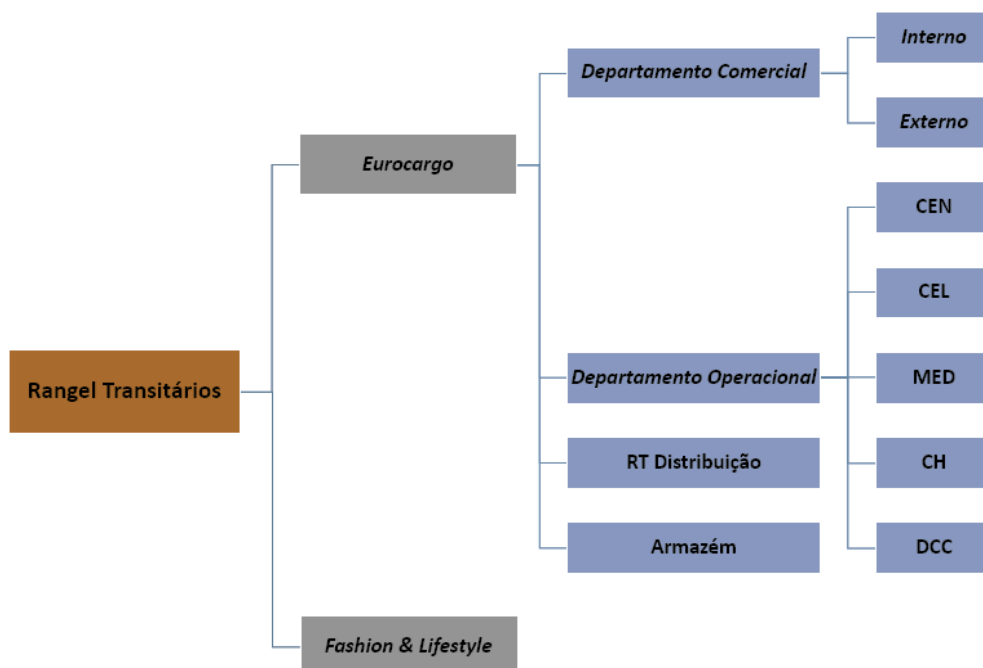 Rangel Transitários
Eurocargo
Departamento Comercial
Interno
Externo
Departamento Operacional
CEN
CEL
MED
CH
DCC
RT Distribuição
Armazém
Fashion & Lifestyle